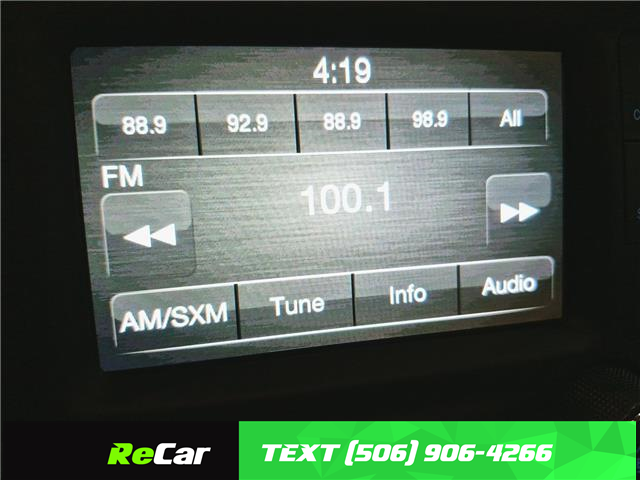 4:19
88.9 92.9 88.9 98.9 All
FM
100.1
AM/SXM Tune Info Audio
ReCar TEXT (506) 906-4266